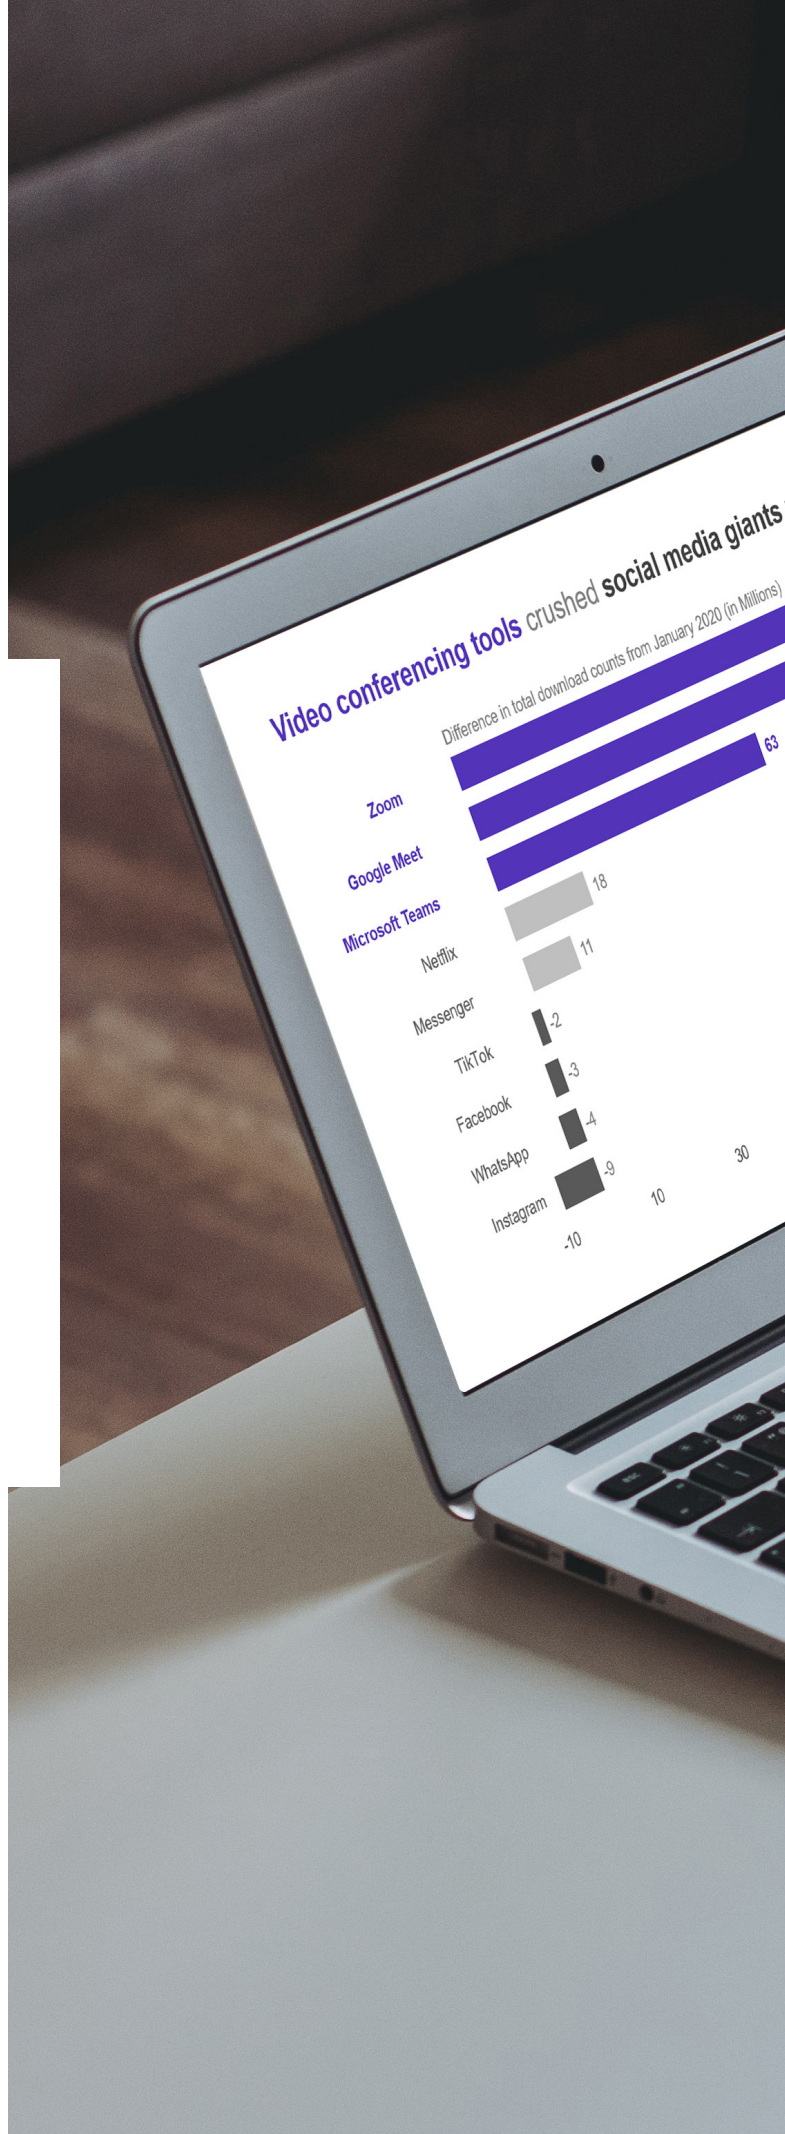 Video conferencing tools crushed social media giants
Difference in total download counts from January 2020 (in Millions)
Zoom
Google Meet
Microsoft Teams 63
Netflix 18
Messenger 11
TikTok -2
Facebook -3
WhatsApp -4
Instagram -9
-10 10 30
esc